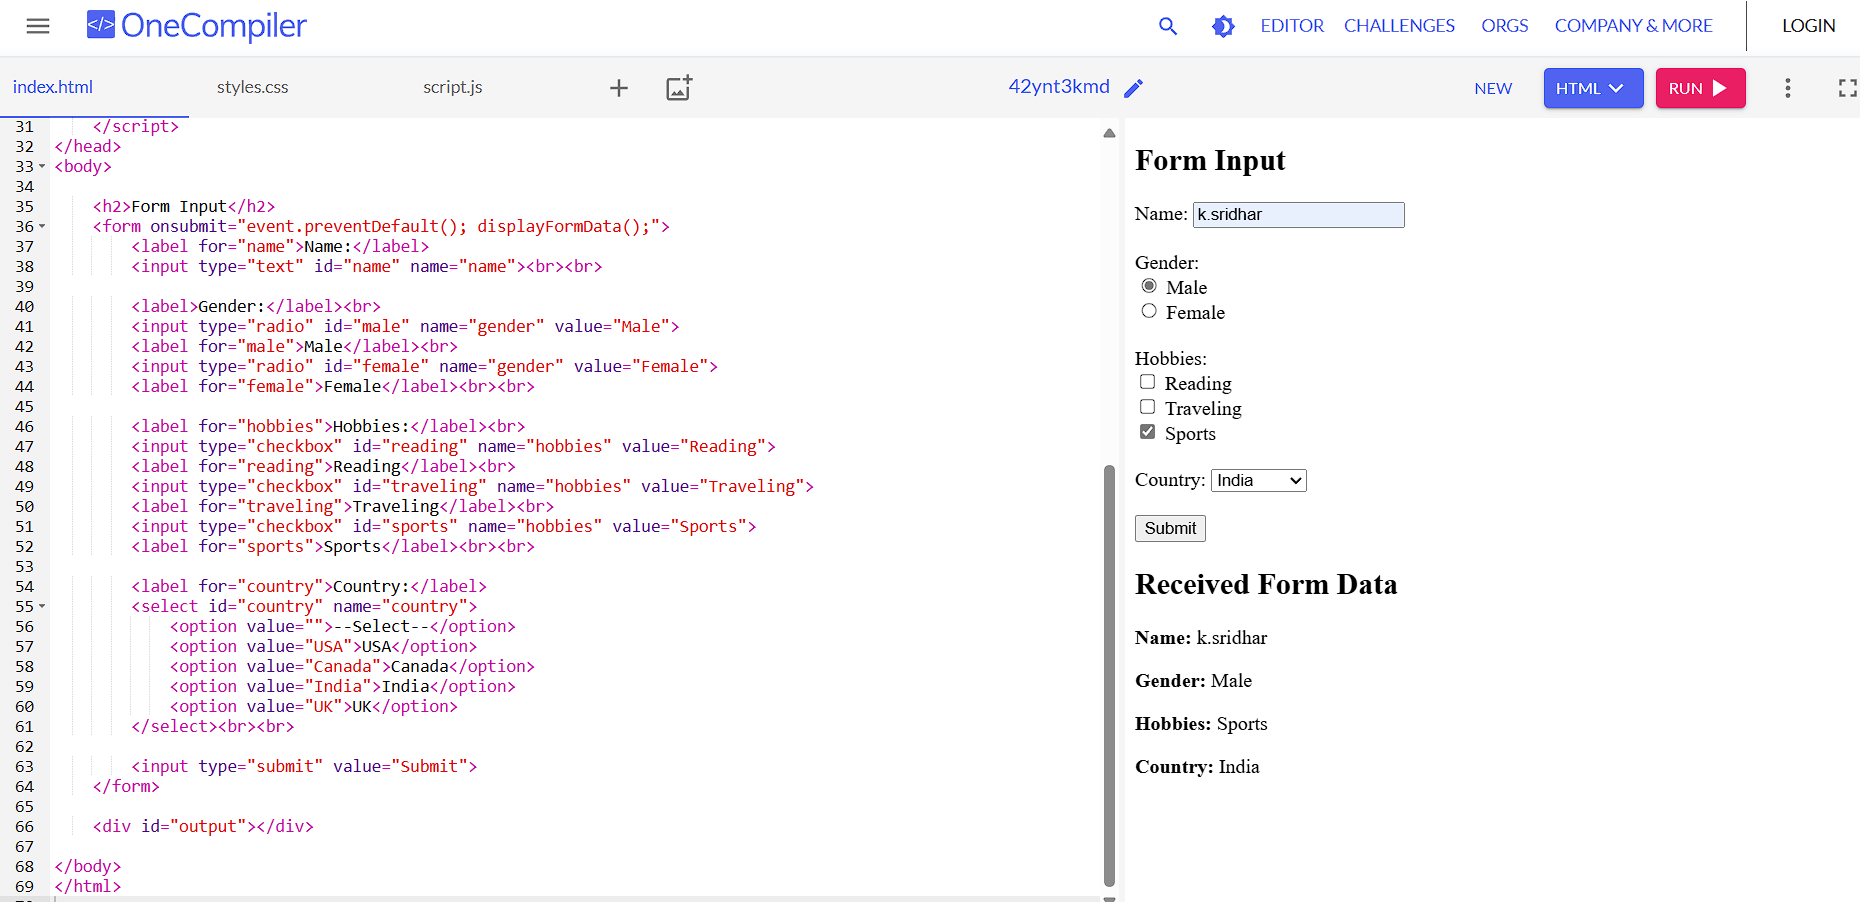 </> OneCompiler
EDITOR CHALLENGES ORGS COMPANY & MORE LOGIN
index.html styles.css script.js 42ynt3kmd NEW HTML RUN
31 </script>
32 </head>
33 <body>
34
35 <h2>Form Input</h2>
36 <form onsubmit="event.preventDefault(); displayFormData();">
37 <label for="name">Name:</label>
38 <input type="text" id="name" name="name"><br><br>
39
40 <label>Gender:</label><br>
41 <input type="radio" id="male" name="gender" value="Male">
42 <label for="male">Male</label><br>
43 <input type="radio" id="female" name="gender" value="Female">
44 <label for="female">Female</label><br><br>
45
46 <label for="hobbies">Hobbies:</label><br>
47 <input type="checkbox" id="reading" name="hobbies" value="Reading">
48 <label for="reading">Reading</label><br>
49 <input type="checkbox" id="traveling" name="hobbies" value="Traveling">
50 <label for="traveling">Traveling</label><br>
51 <input type="checkbox" id="sports" name="hobbies" value="Sports">
52 <label for="sports">Sports</label><br><br>
53
54 <label for="country">Country:</label>
55 <select id="country" name="country">
56 <option value="">--Select--</option>
57 <option value="USA">USA</option>
58 <option value="Canada">Canada</option>
59 <option value="India">India</option>
60 <option value="UK">UK</option>
61 </select><br><br>
62
63 <input type="submit" value="Submit">
64 </form>
65
66 <div id="output"></div>
67
68 </body>
69 </html>
Form Input
Name: k.sridhar
Gender:
Male
Female
Hobbies:
Reading
Traveling
Sports
Country: India
Submit
Received Form Data
Name: k.sridhar
Gender: Male
Hobbies: Sports
Country: India